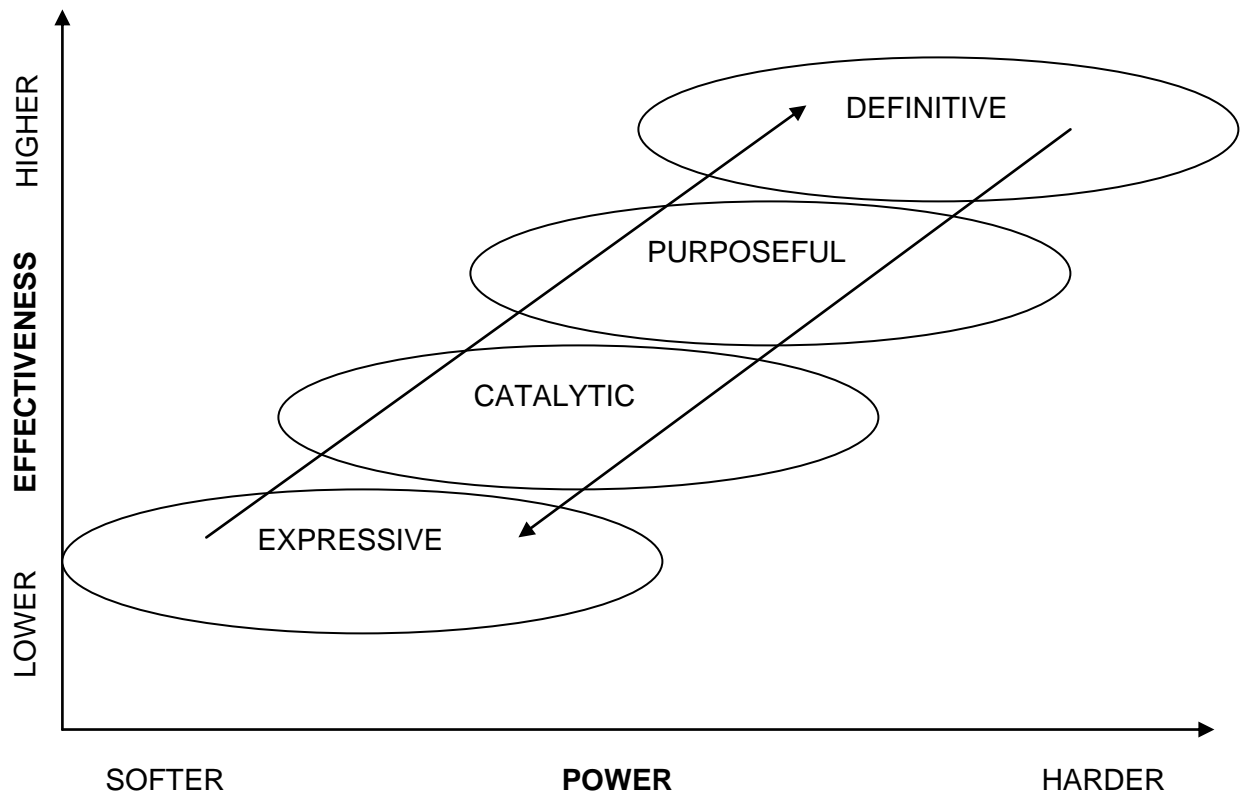 HIGHER
EFFECTIVENESS
LOWER
DEFINITIVE
PURPOSEFUL
CATALYTIC
EXPRESSIVE
SOFTER
POWER
HARDER